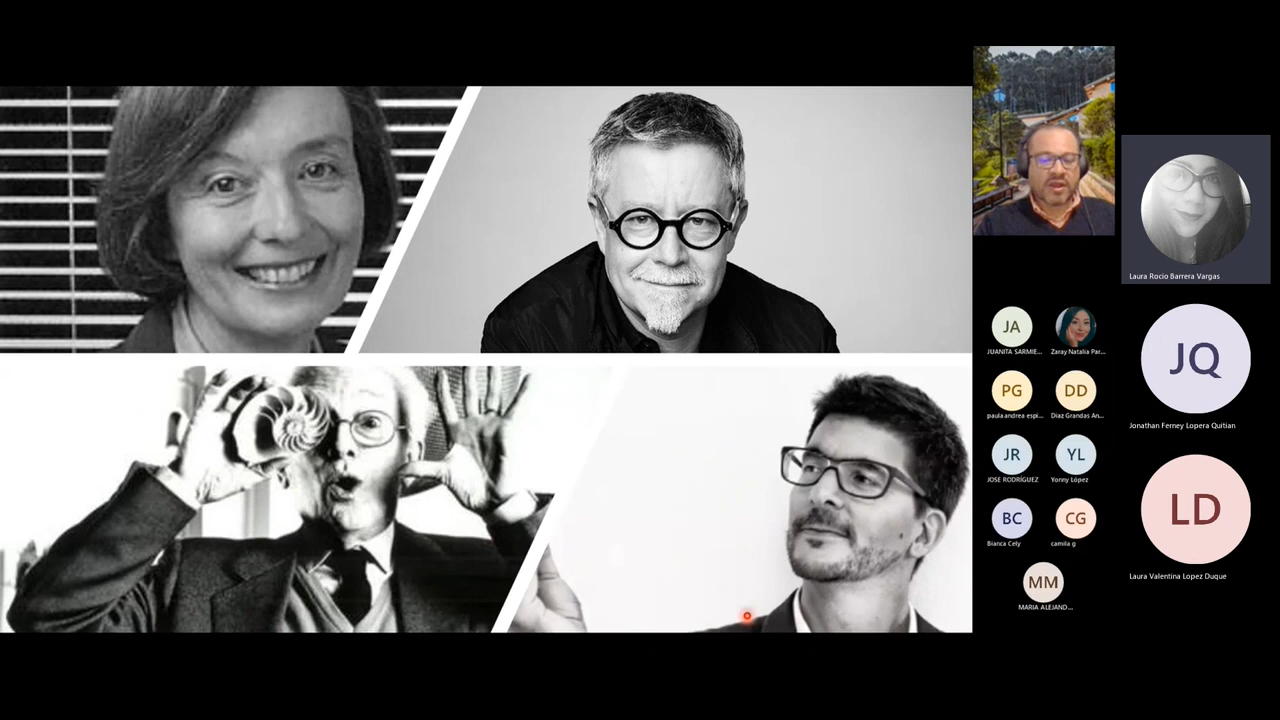 Laura Rocio Barrera Vargas
JA
JUANITA SARMIE...
Zaray Natalia Par...
PG
DD
paula andrea espi...
Diaz Grandas An...
JQ
Jonathan Ferney Lopera Quitian
JR
YL
JOSE RODRÍGUEZ
Yonny López
BC
CG
Bianca Cely
camila g
LD
Laura Valentina Lopez Duque
MM
MARIA ALEJAND...